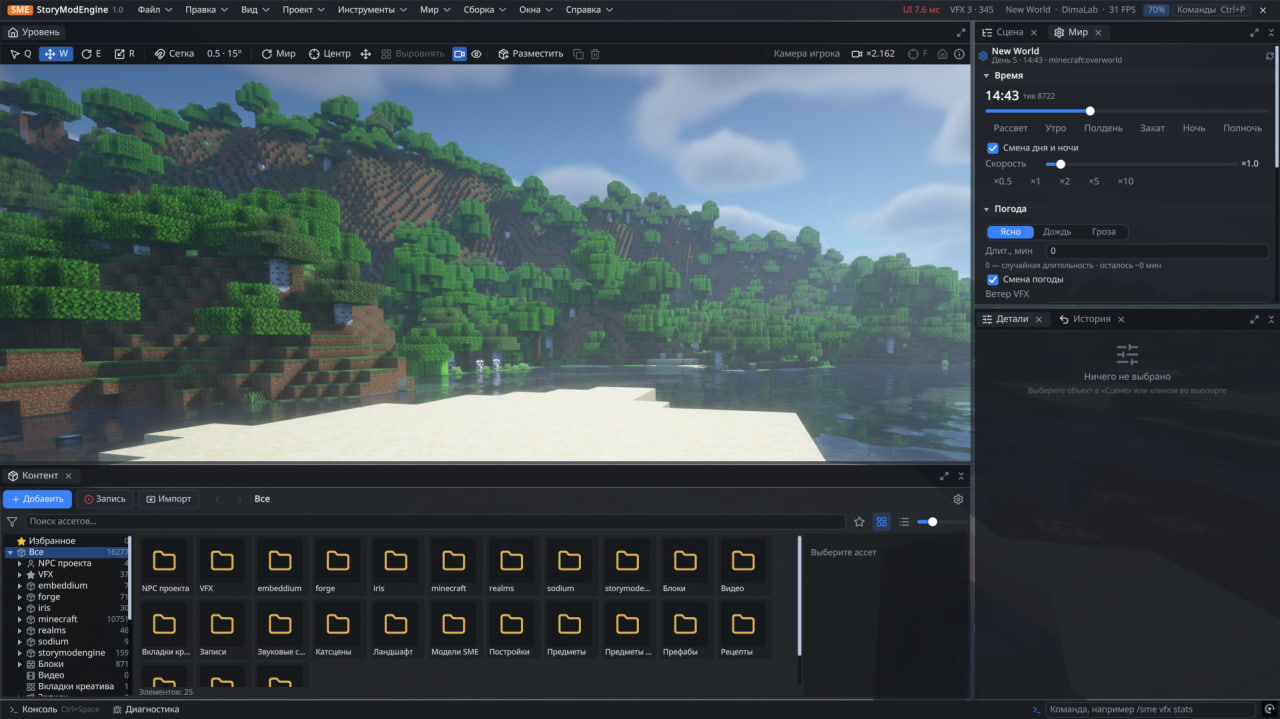 SME StoryModEngine 1.0 Файл Правка Вид Проект Инструменты Мир Сборка Окна Справка UI 7.6 мс VFX 3 · 345 New World · DimaLab · 31 FPS 70% Команды Ctrl+P
Уровень
Q W E R Сетка 0.5 · 15° Мир Центр Выровнять Разместить Камера игрока ×2.162 F
Сцена Мир
New World
День 5 · 14:43 · minecraft:overworld
Время
14:43 тик 8722
Рассвет Утро Полдень Закат Ночь Полночь
Смена дня и ночи
Скорость ×1.0
×0.5 ×1 ×2 ×5 ×10
Погода
Ясно Дождь Гроза
Длит., мин 0
0 — случайная длительность · осталось ~0 мин
Смена погоды
Ветер VFX
Детали История
Ничего не выбрано
Выберите объект в «Сцене» или кликом во вьюпорте
Контент
+ Добавить Запись Импорт Все
Поиск ассетов...
Избранное 0
Все 16277
NPC проекта 4
VFX 37
embeddium 7
forge 71
iris 30
minecraft 10751
realms 46
sodium 9
storymodengine 159
Блоки 871
Видео 0
Вкладки креатива 1
NPC проекта VFX embeddium forge iris minecraft realms sodium storymode... Блоки Видео
Вкладки кр... Записи Звуковые с... Катсцены Ландшафт Модели SME Постройки Предметы Предметы ... Префабы Рецепты
Элементов: 25
Выберите ассет
Консоль Ctrl+Space Диагностика Команда, например /sme vfx stats